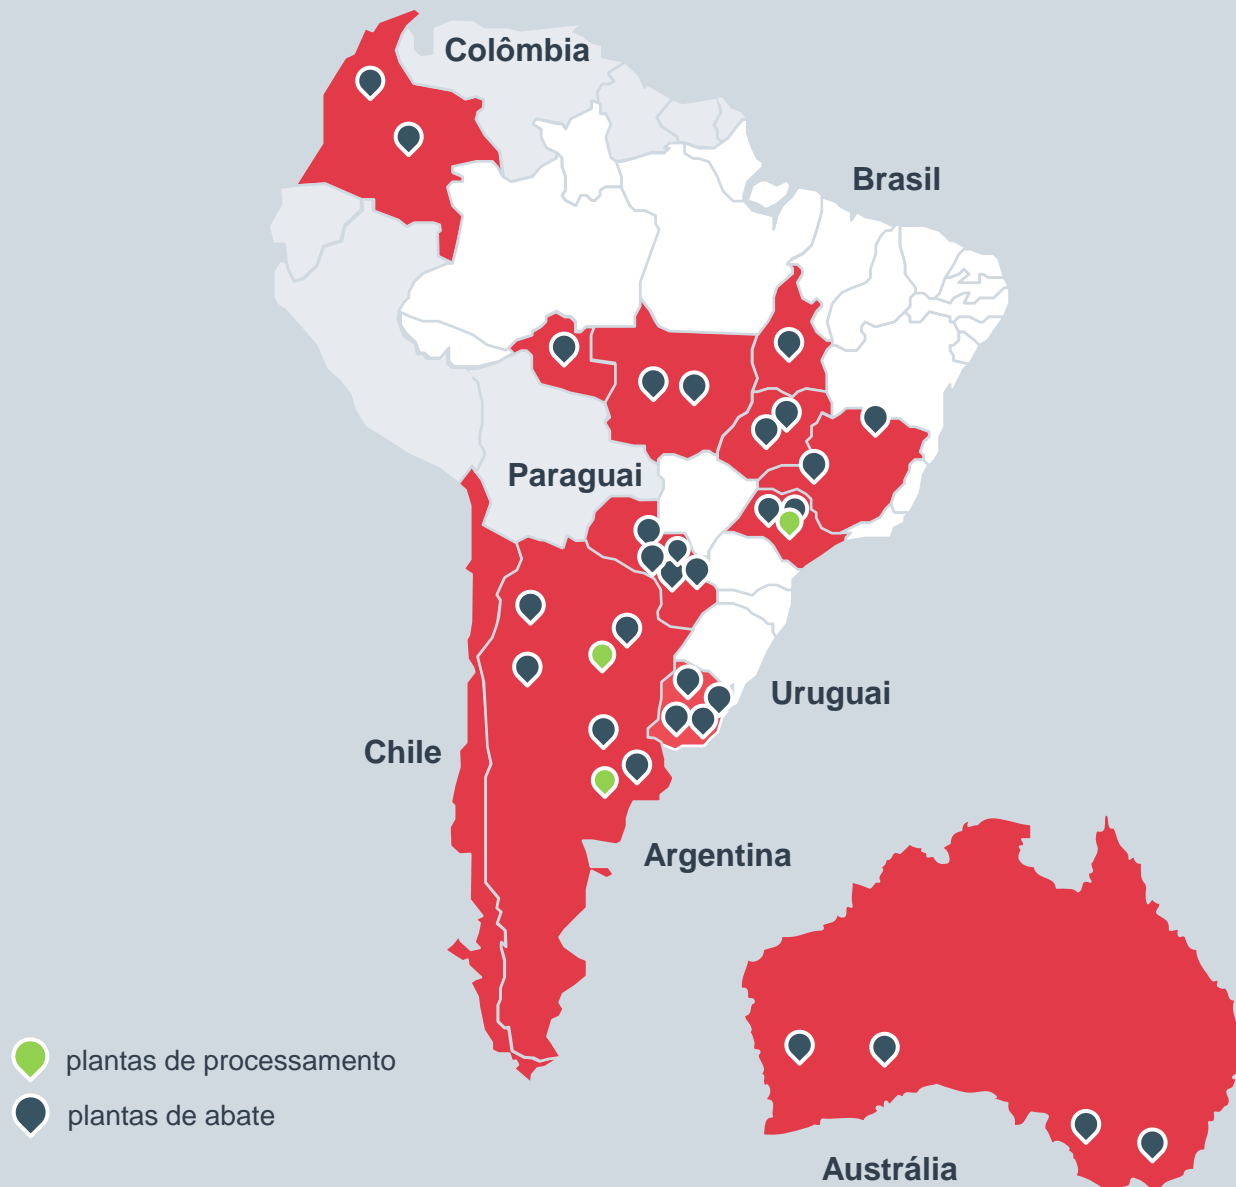 Colômbia
Brasil
Paraguai
Uruguai
Chile
Argentina
plantas de processamento
plantas de abate
Austrália